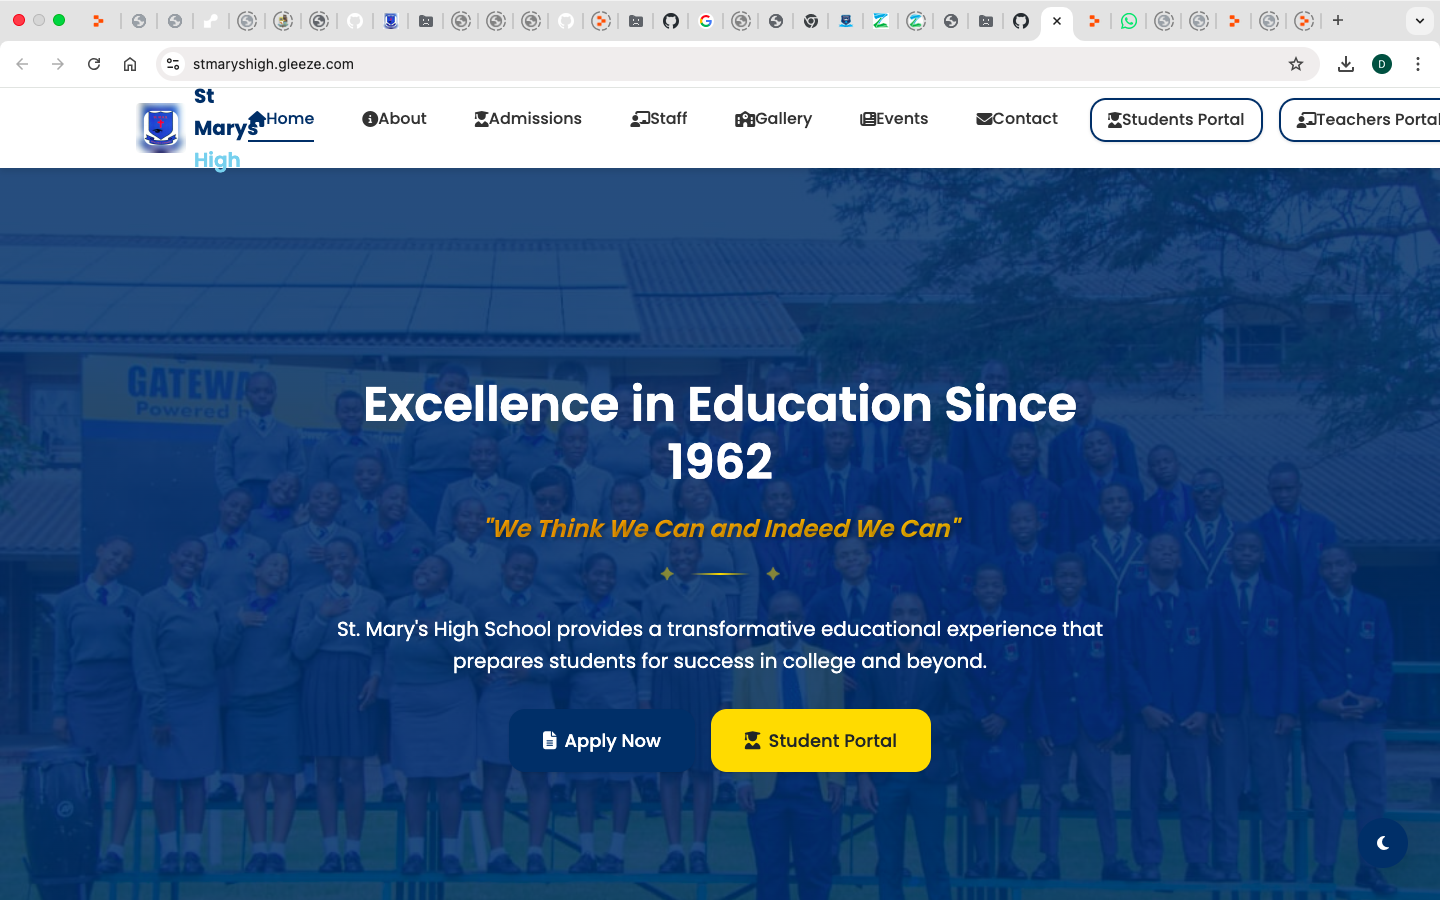 stmaryshigh.gleeze.com
D
St
Marys
High
Home
About
Admissions
Staff
Gallery
Events
Contact
Students Portal
Teachers Portal
GATEWA
Powered
Excellence in Education Since
1962
"We Think We Can and Indeed We Can"
St. Mary's High School provides a transformative educational experience that
prepares students for success in college and beyond.
Apply Now
Student Portal